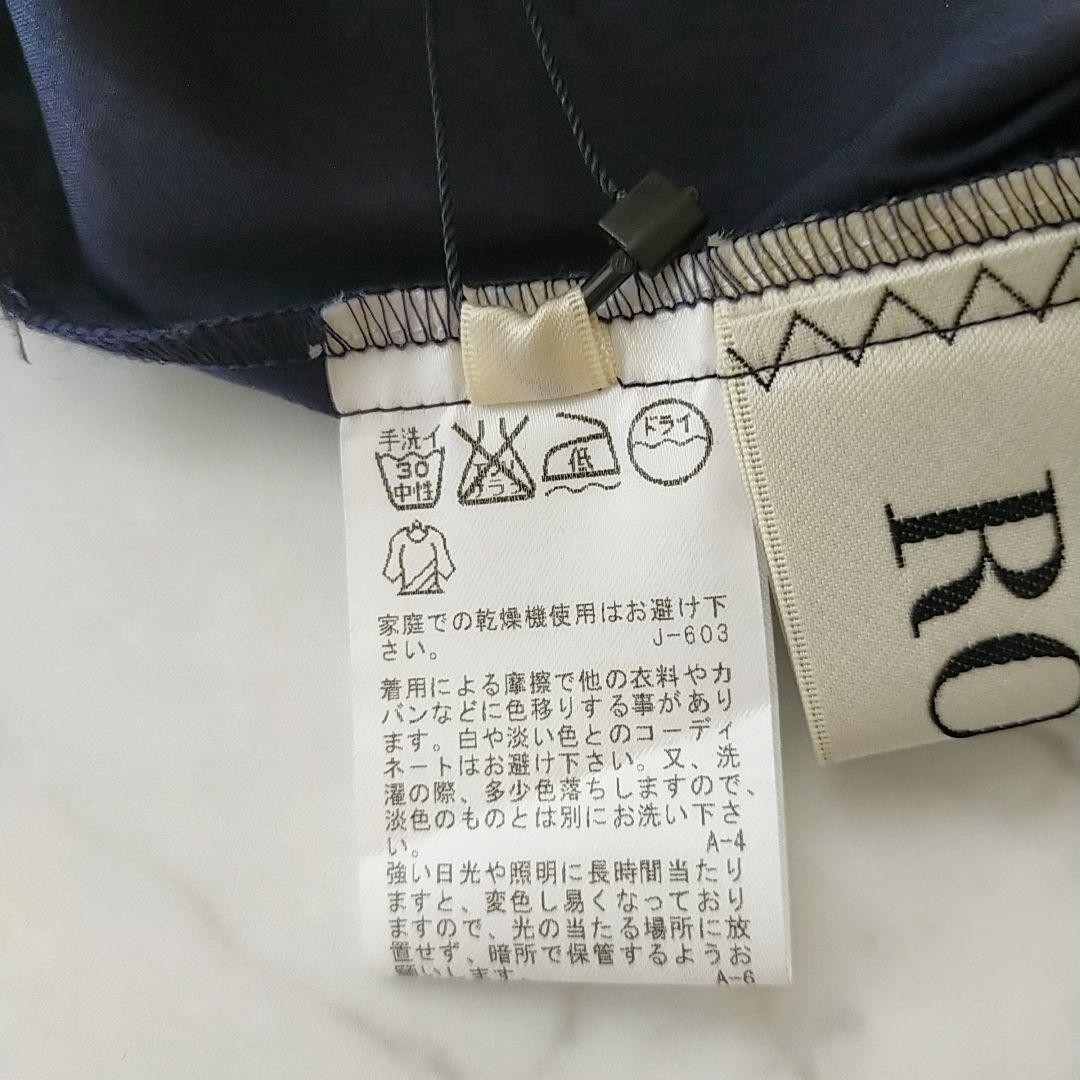 手洗イ
30
中性
エンソ
サラシ
低
ドライ
家庭での乾燥機使用はお避け下
さい。 J-603
着用による摩擦で他の衣料やカ
バンなどに色移りする事があり
ます。白や淡い色とのコーディ
ネートはお避け下さい。又、洗
濯の際、多少色落ちしますので、
淡色のものとは別にお洗い下さ
い。 A-4
強い日光や照明に長時間当たり
ますと、変色し易くなっており
ますので、光の当たる場所に放
置せず、暗所で保管するようお
願いします。 A-6
RO